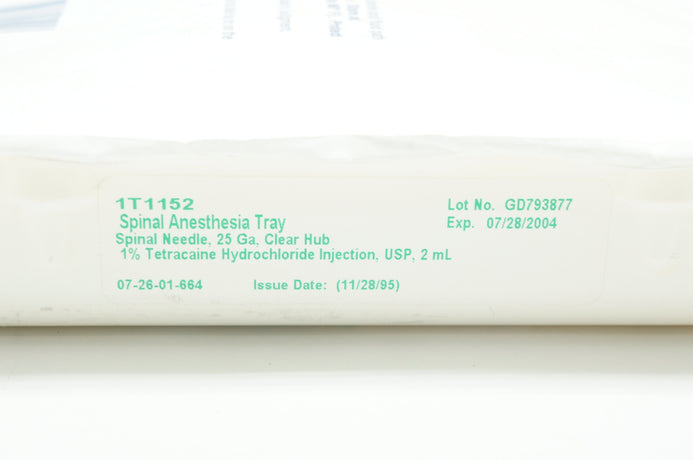 1T1152
Spinal Anesthesia Tray
Spinal Needle, 25 Ga, Clear Hub
1% Tetracaine Hydrochloride Injection, USP, 2 mL
07-26-01-664 Issue Date: (11/28/95)
Lot No. GD793877
Exp. 07/28/2004